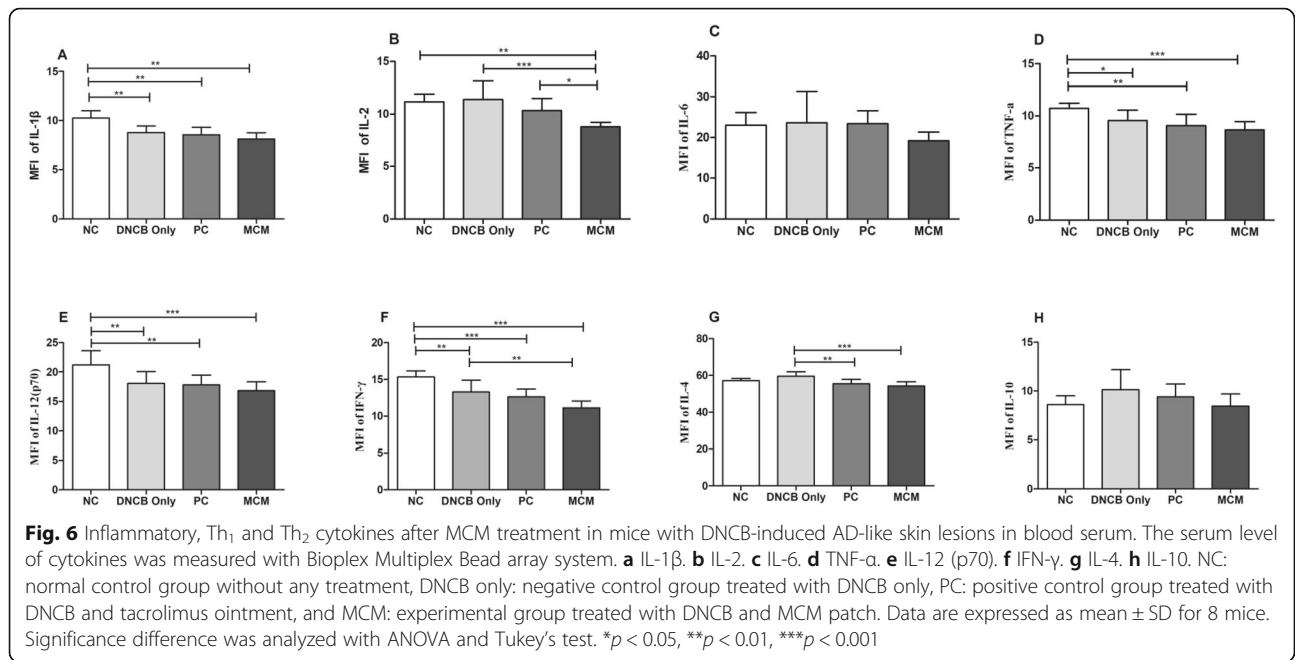 A
**
**
**
MFI of IL-1β
15
10
5
0
NC DNCB Only PC MCM
B
**
***
*
MFI of IL-2
15
10
5
0
NC DNCB Only PC MCM
C
MFI of IL-6
40
30
20
10
0
NC DNCB Only PC MCM
D
***
*
**
MFI of TNF-a
15
10
5
0
NC DNCB Only PC MCM
E
***
**
**
MFI of IL-12(p70)
25
20
15
10
5
0
NC DNCB Only PC MCM
F
***
***
**
**
MFI of IFN-γ
20
15
10
5
0
NC DNCB Only PC MCM
G
***
**
MFI of IL-4
80
60
40
20
0
NC DNCB Only PC MCM
H
MFI of IL-10
15
10
5
0
NC DNCB Only PC MCM
Fig. 6 Inflammatory, Th₁ and Th₂ cytokines after MCM treatment in mice with DNCB-induced AD-like skin lesions in blood serum. The serum level
of cytokines was measured with Bioplex Multiplex Bead array system. a IL-1β. b IL-2. c IL-6. d TNF-α. e IL-12 (p70). f IFN-γ. g IL-4. h IL-10. NC:
normal control group without any treatment, DNCB only: negative control group treated with DNCB only, PC: positive control group treated with
DNCB and tacrolimus ointment, and MCM: experimental group treated with DNCB and MCM patch. Data are expressed as mean ± SD for 8 mice.
Significance difference was analyzed with ANOVA and Tukey's test. *p < 0.05, **p < 0.01, ***p < 0.001